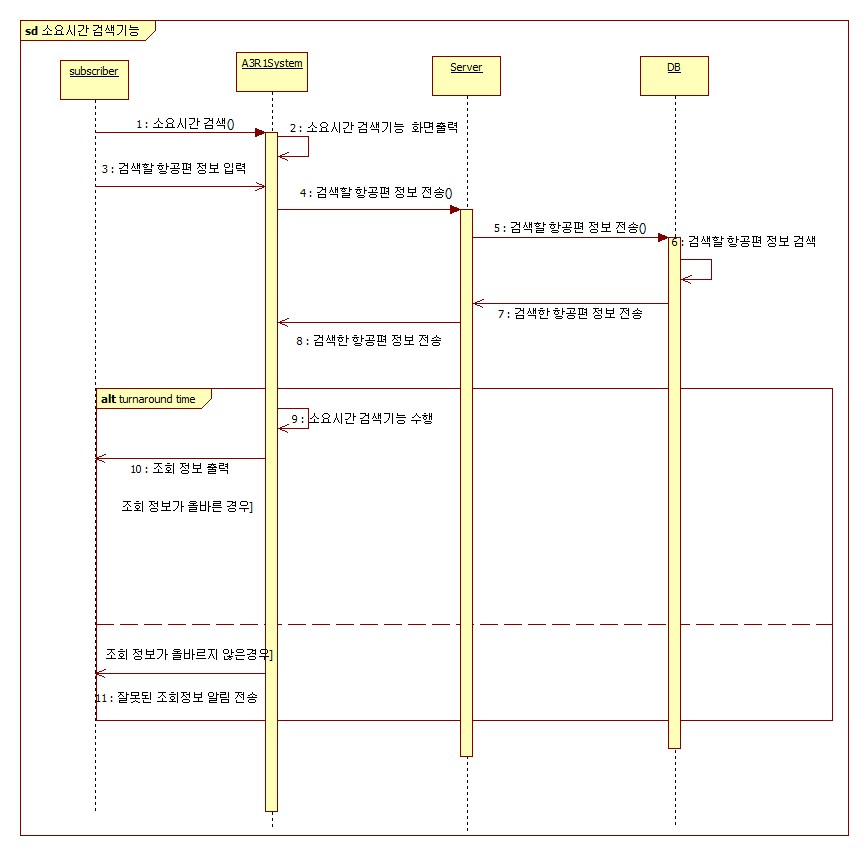 sd 소요시간 검색기능
subscriber
A3R1System
Server
DB
1 : 소요시간 검색()
2 : 소요시간 검색기능 화면출력
3 : 검색할 항공편 정보 입력
4 : 검색할 항공편 정보 전송()
5 : 검색할 항공편 정보 전송()
6 : 검색할 항공편 정보 검색
7 : 검색한 항공편 정보 전송
8 : 검색한 항공편 정보 전송
alt turnaround time
9 : 소요시간 검색기능 수행
10 : 조회 정보 출력
조회 정보가 올바른 경우]
조회 정보가 올바르지 않은경우]
11 : 잘못된 조회정보 알림 전송